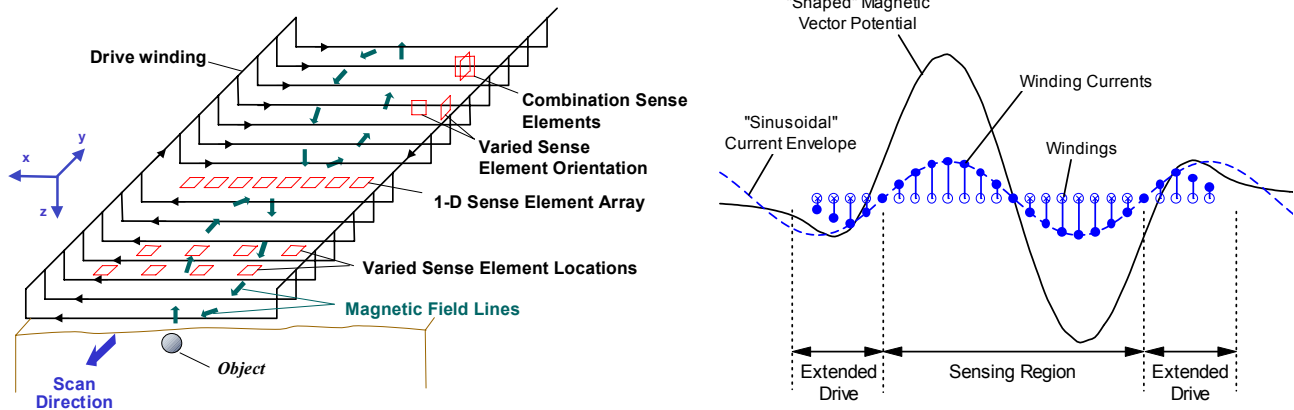 Drive winding
Combination Sense
Elements
Varied Sense
Element Orientation
1-D Sense Element Array
Varied Sense Element Locations
Magnetic Field Lines
x
y
z
Object
Scan
Direction
Shaped" Magnetic
Vector Potential
Winding Currents
"Sinusoidal"
Current Envelope
Windings
Extended
Drive
Sensing Region
Extended
Drive